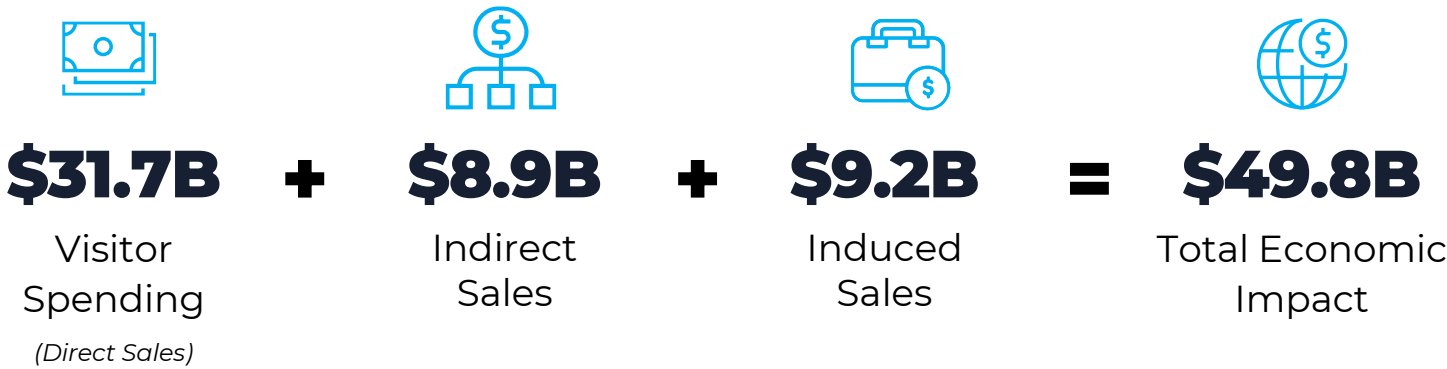 $31.7B + $8.9B + $9.2B = $49.8B
Visitor
Spending
(Direct Sales)
Indirect
Sales
Induced
Sales
Total Economic
Impact